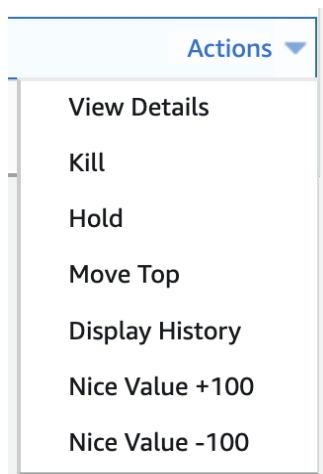 Actions
View Details
Kill
Hold
Move Top
Display History
Nice Value +100
Nice Value -100